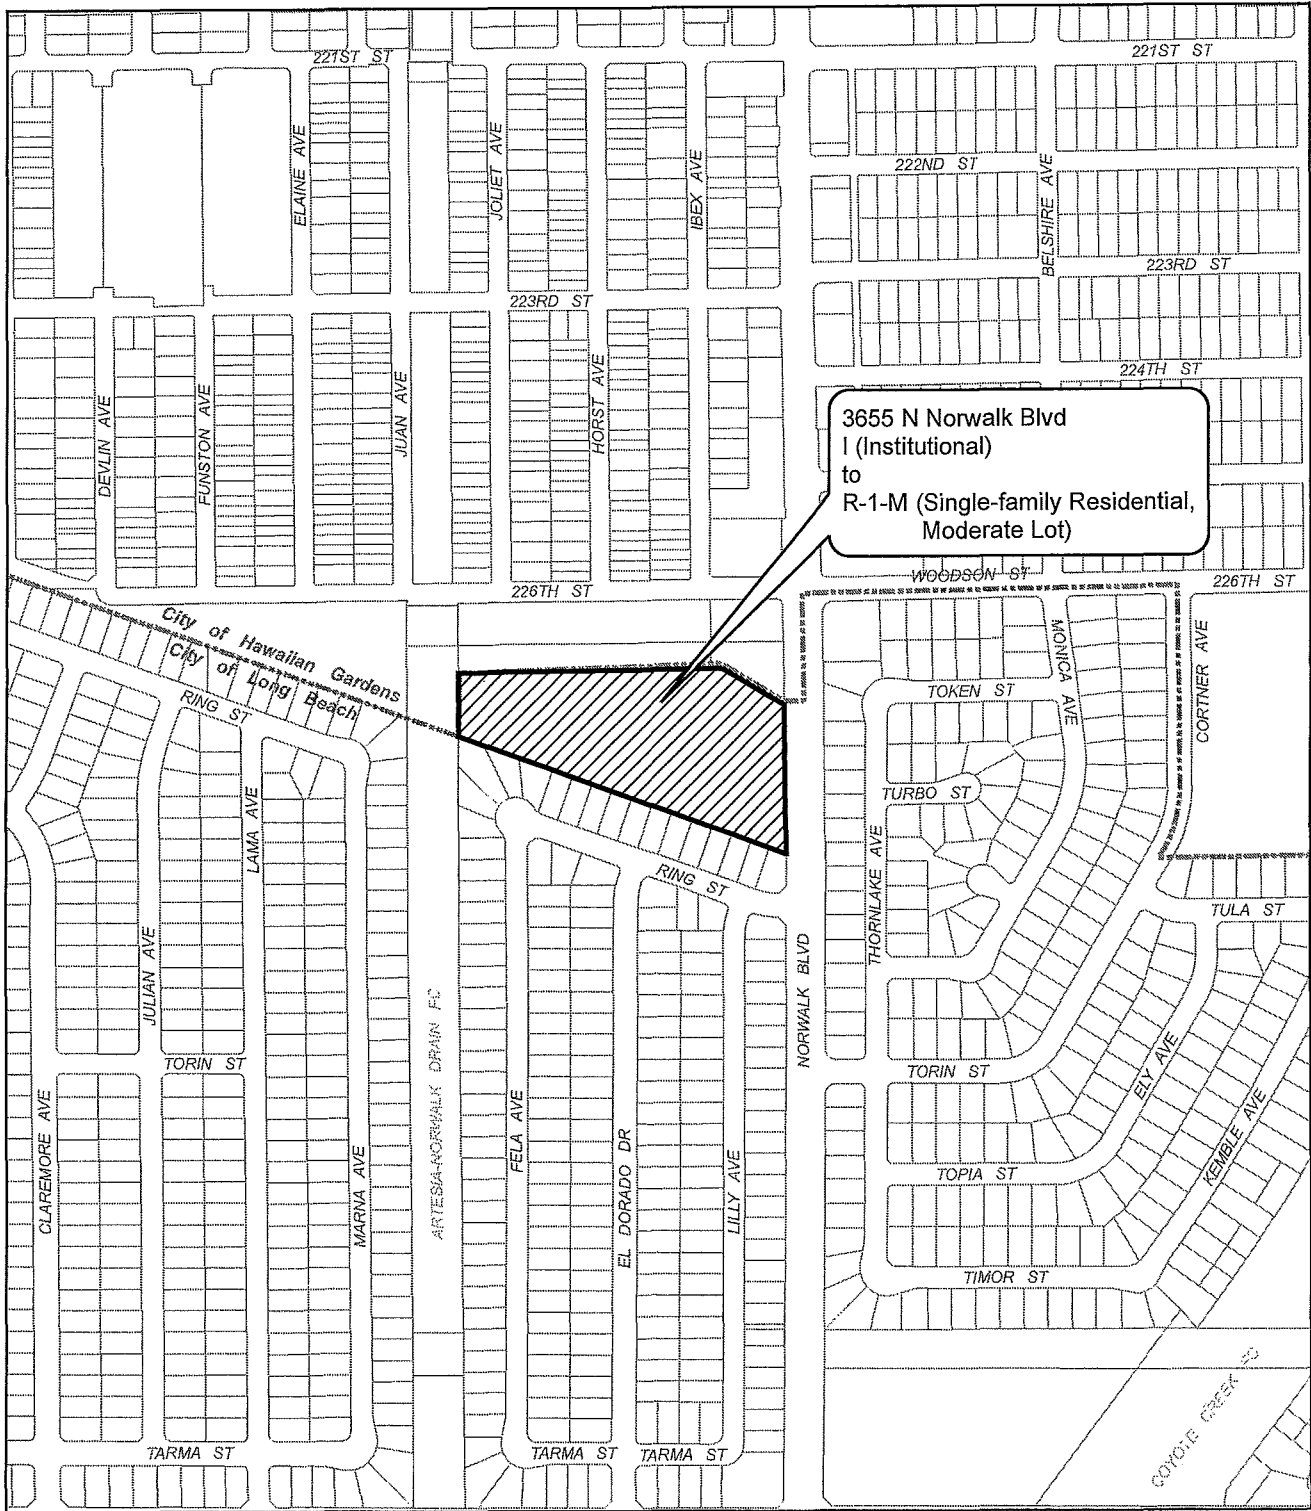 221ST ST
221ST ST
ELAINE AVE
JOLIET AVE
IBEX AVE
222ND ST
BELSHIRE AVE
223RD ST
223RD ST
224TH ST
DEVLIN AVE
FUNSTON AVE
JUAN AVE
HORST AVE
3655 N Norwalk Blvd
I (Institutional)
to
R-1-M (Single-family Residential,
Moderate Lot)
WOODSON ST
226TH ST
226TH ST
City of Hawaiian Gardens
City of Long Beach
RING ST
MONICA AVE
TOKEN ST
CORTNER AVE
TURBO ST
LAMA AVE
THORNLAKE AVE
RING ST
TULA ST
JULIAN AVE
NORWALK BLVD
ARTESIA-NORWALK DRAIN FC
TORIN ST
TORIN ST
ELY AVE
CLAREMORE AVE
MARNA AVE
FELA AVE
EL DORADO DR
LILLY AVE
TOPIA ST
KEMBLE AVE
TIMOR ST
COYOTE CREEK FC
TARMA ST
TARMA ST
TARMA ST